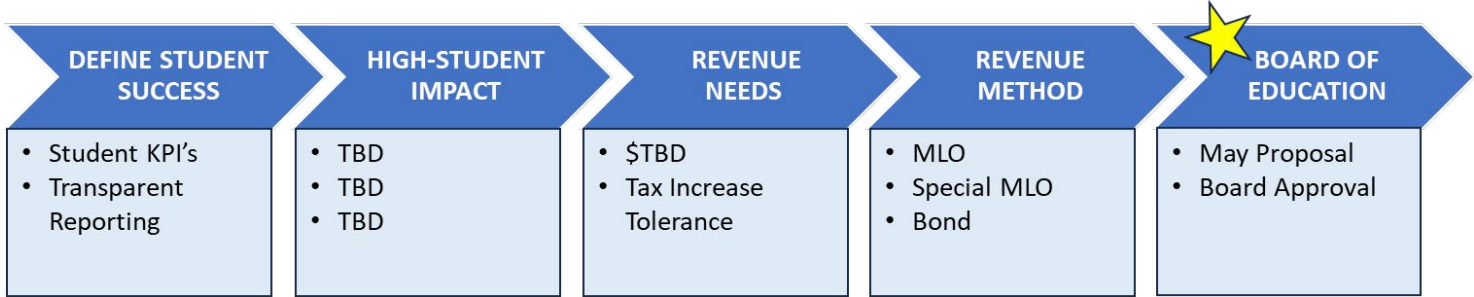 DEFINE STUDENT
SUCCESS
• Student KPI’s
• Transparent
Reporting
HIGH-STUDENT
IMPACT
• TBD
• TBD
• TBD
REVENUE
NEEDS
• $TBD
• Tax Increase
Tolerance
REVENUE
METHOD
• MLO
• Special MLO
• Bond
BOARD OF
EDUCATION
• May Proposal
• Board Approval